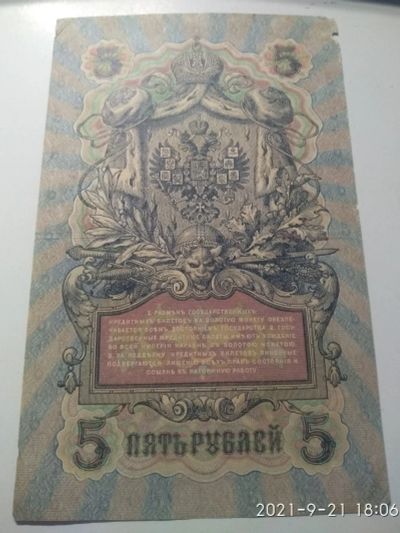 5 5
1. РАЗМѢНЪ ГОСУДАРСТВЕННЫХЪ
КРЕДИТНЫХЪ БИЛЕТОВЪ НА ЗОЛОТУЮ МОНЕТУ ОБЕЗПЕ-
ЧИВАЕТСЯ ВСѢМЪ ДОСТОЯНІЕМЪ ГОСУДАРСТВА. 2. ГОСУ-
ДАРСТВЕННЫЕ КРЕДИТНЫЕ БИЛЕТЫ ИМѢЮТЪ ХОЖДЕНІЕ
ВО ВСЕЙ ИМПЕРІИ НАРАВНѢ СЪ ЗОЛОТОЮ МОНЕТОЮ.
3. ЗА ПОДДѢЛКУ КРЕДИТНЫХЪ БИЛЕТОВЪ ВИНОВНЫЕ
ПОДВЕРГАЮТСЯ ЛИШЕНІЮ ВСѢХЪ ПРАВЪ СОСТОЯНІЯ И
ССЫЛКѢ ВЪ КАТОРЖНУЮ РАБОТУ.
5 ПЯТЬ РУБЛЕЙ 5
2021-9-21 18:06